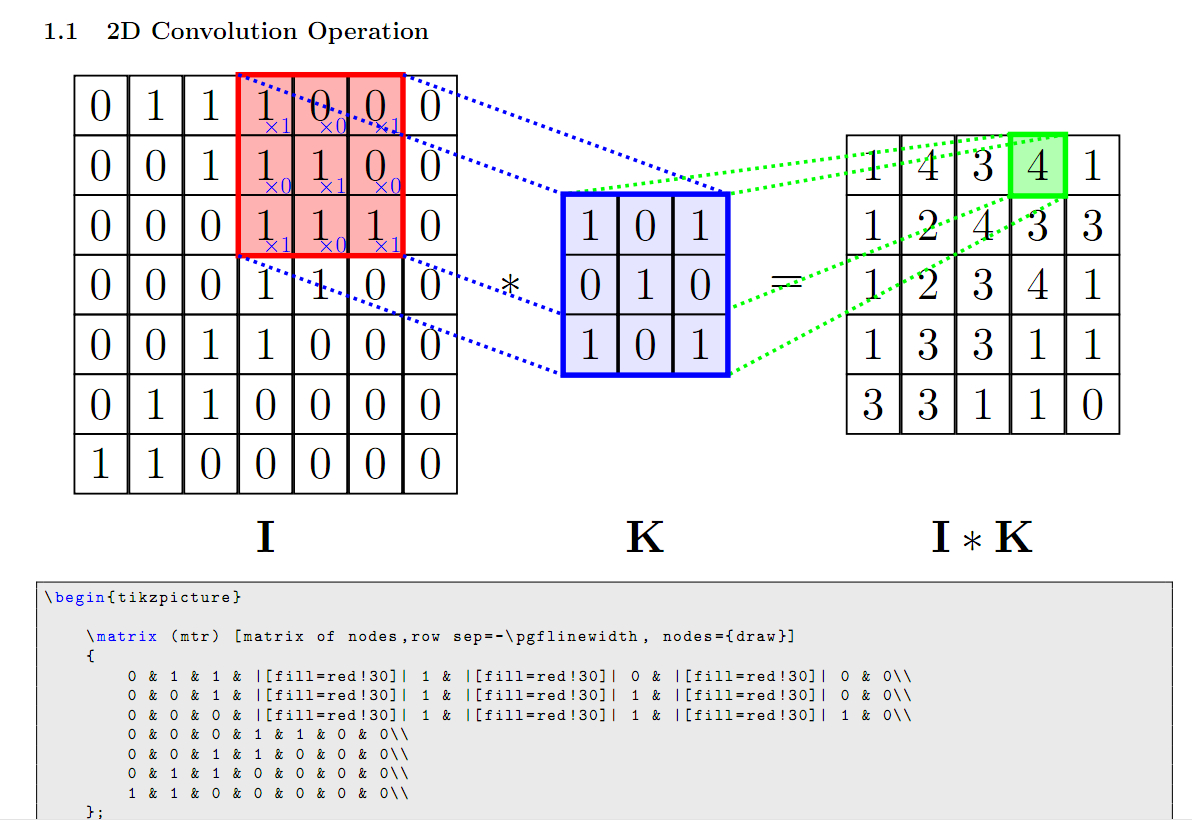 1.1 2D Convolution Operation
0 1 1 1×1 0×0 0×1 0
0 0 1 1×0 1×1 0×0 0
0 0 0 1×1 1×0 1×1 0
0 0 0 1 1 0 0
0 0 1 1 0 0 0
0 1 1 0 0 0 0
1 1 0 0 0 0 0
I
*
1 0 1
0 1 0
1 0 1
K
=
1 4 3 4 1
1 2 4 3 3
1 2 3 4 1
1 3 3 1 1
3 3 1 1 0
I * K
\begin{tikzpicture}
\matrix (mtr) [matrix of nodes,row sep=-\pgflinewidth, nodes={draw}]
{
0 & 1 & 1 & |[fill=red!30]| 1 & |[fill=red!30]| 0 & |[fill=red!30]| 0 & 0\\
0 & 0 & 1 & |[fill=red!30]| 1 & |[fill=red!30]| 1 & |[fill=red!30]| 0 & 0\\
0 & 0 & 0 & |[fill=red!30]| 1 & |[fill=red!30]| 1 & |[fill=red!30]| 1 & 0\\
0 & 0 & 0 & 1 & 1 & 0 & 0\\
0 & 0 & 1 & 1 & 0 & 0 & 0\\
0 & 1 & 1 & 0 & 0 & 0 & 0\\
1 & 1 & 0 & 0 & 0 & 0 & 0\\
};